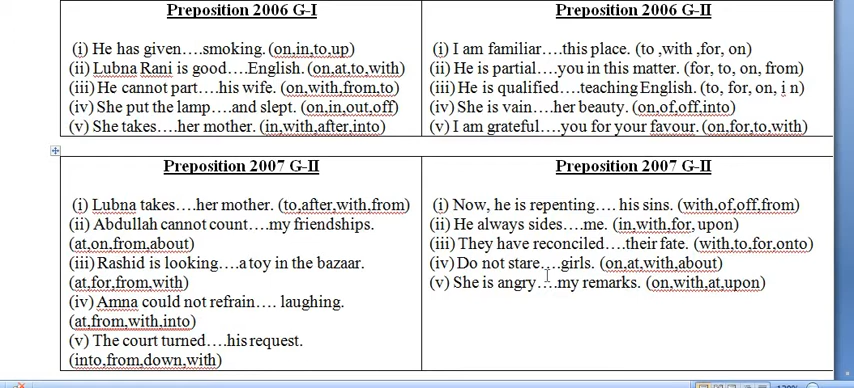 Preposition 2006 G-I
(i) He has given….smoking. (on,in,to,up)
(ii) Lubna Rani is good….English. (on,at,to,with)
(iii) He cannot part….his wife. (on,with,from,to)
(iv) She put the lamp….and slept. (on,in,out,off)
(v) She takes….her mother. (in,with,after,into)
Preposition 2006 G-II
(i) I am familiar….this place. (to ,with ,for, on)
(ii) He is partial….you in this matter. (for, to, on, from)
(iii) He is qualified….teaching English. (to, for, on, i n)
(iv) She is vain….her beauty. (on,of,off,into)
(v) I am grateful….you for your favour. (on,for,to,with)
Preposition 2007 G-II
(i) Lubna takes….her mother. (to,after,with,from)
(ii) Abdullah cannot count….my friendships.
(at,on,from,about)
(iii) Rashid is looking….a toy in the bazaar.
(at,for,from,with)
(iv) Amna could not refrain…. laughing.
(at,from,with,into)
(v) The court turned….his request.
(into,from,down,with)
Preposition 2007 G-II
(i) Now, he is repenting…. his sins. (with,of,off,from)
(ii) He always sides….me. (in,with,for, upon)
(iii) They have reconciled….their fate. (with,to,for,onto)
(iv) Do not stare….girls. (on,at,with,about)
(v) She is angry….my remarks. (on,with,at,upon)